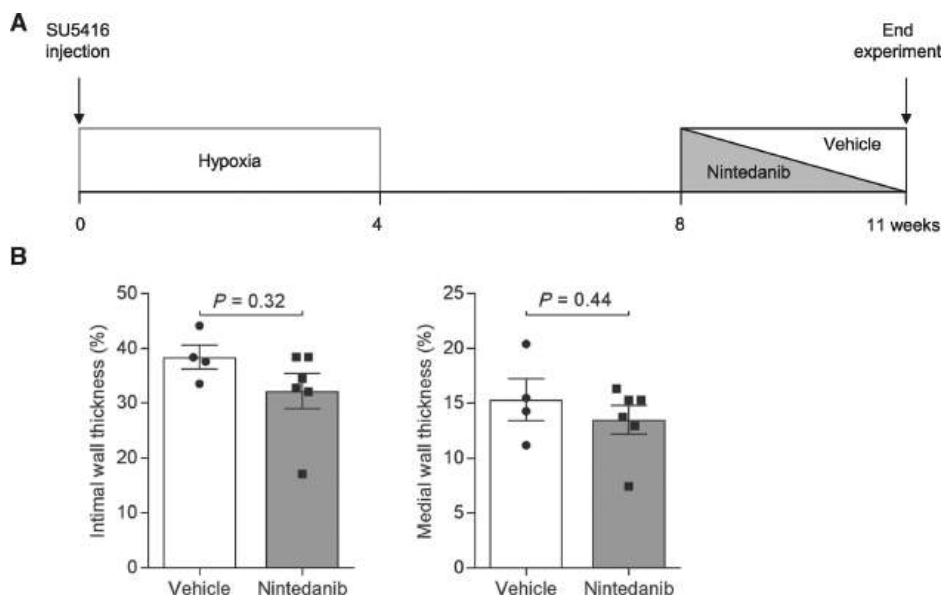 A
SU5416
injection
End
experiment
Hypoxia
Vehicle
Nintedanib
0
4
8
11 weeks
B
Intimal wall thickness (%)
50
40
30
20
10
0
P = 0.32
Vehicle
Nintedanib
Medial wall thickness (%)
25
20
15
10
5
0
P = 0.44
Vehicle
Nintedanib